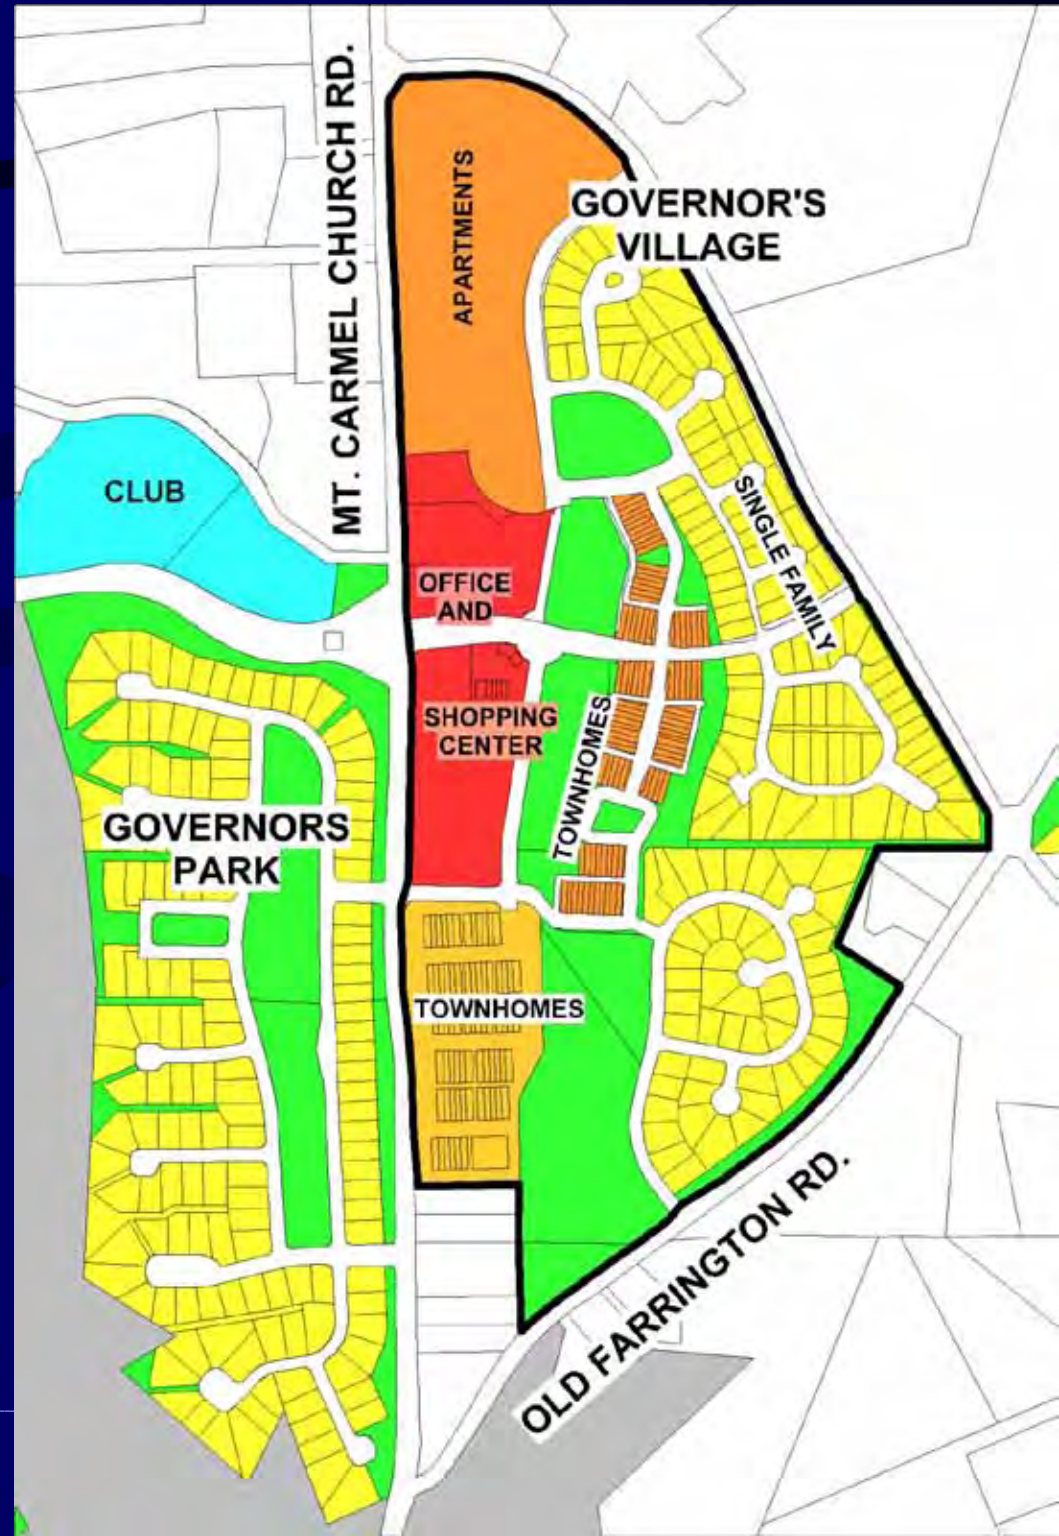 MT. CARMEL CHURCH RD.
APARTMENTS
GOVERNOR'S
VILLAGE
CLUB
SINGLE FAMILY
OFFICE
AND
SHOPPING
CENTER
TOWNHOMES
GOVERNORS
PARK
TOWNHOMES
OLD FARRINGTON RD.